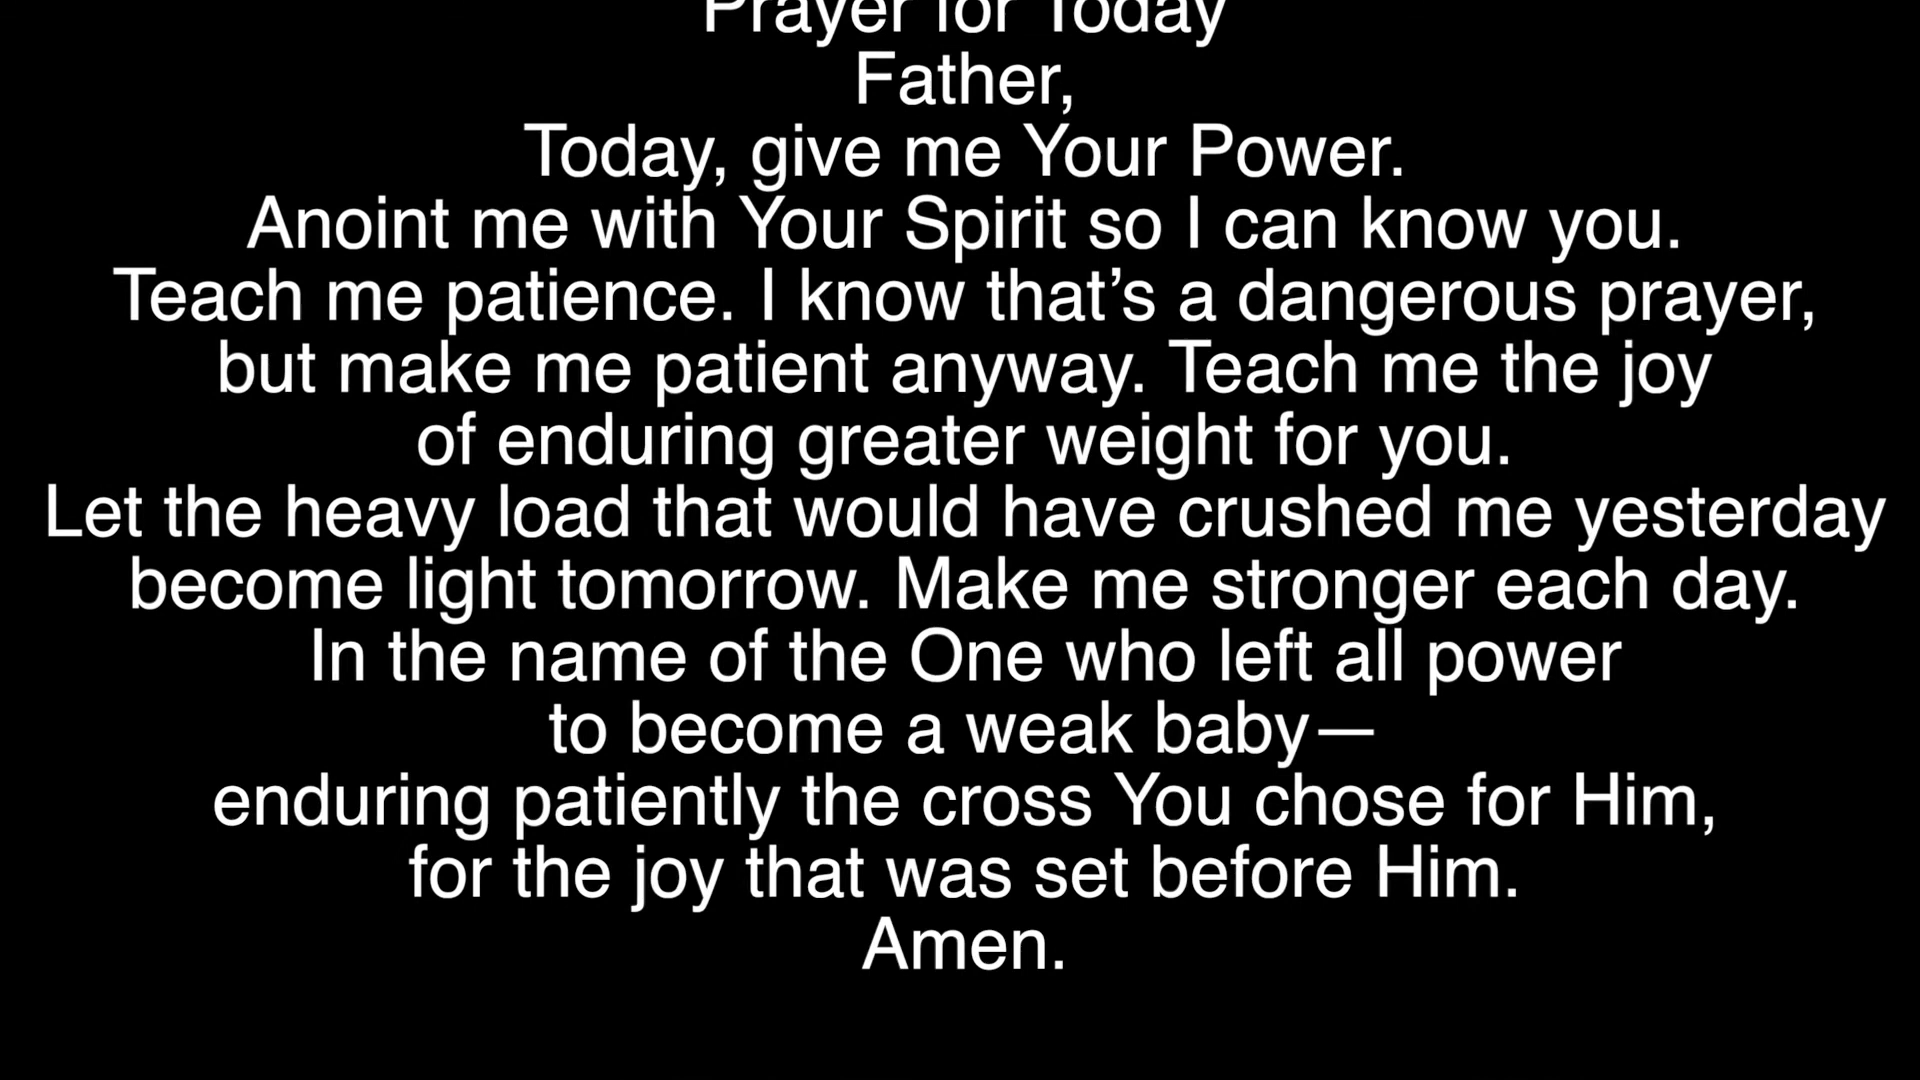 Prayer for Today
Father,
Today, give me Your Power.
Anoint me with Your Spirit so I can know you.
Teach me patience. I know that’s a dangerous prayer,
but make me patient anyway. Teach me the joy
of enduring greater weight for you.
Let the heavy load that would have crushed me yesterday
become light tomorrow. Make me stronger each day.
In the name of the One who left all power
to become a weak baby—
enduring patiently the cross You chose for Him,
for the joy that was set before Him.
Amen.